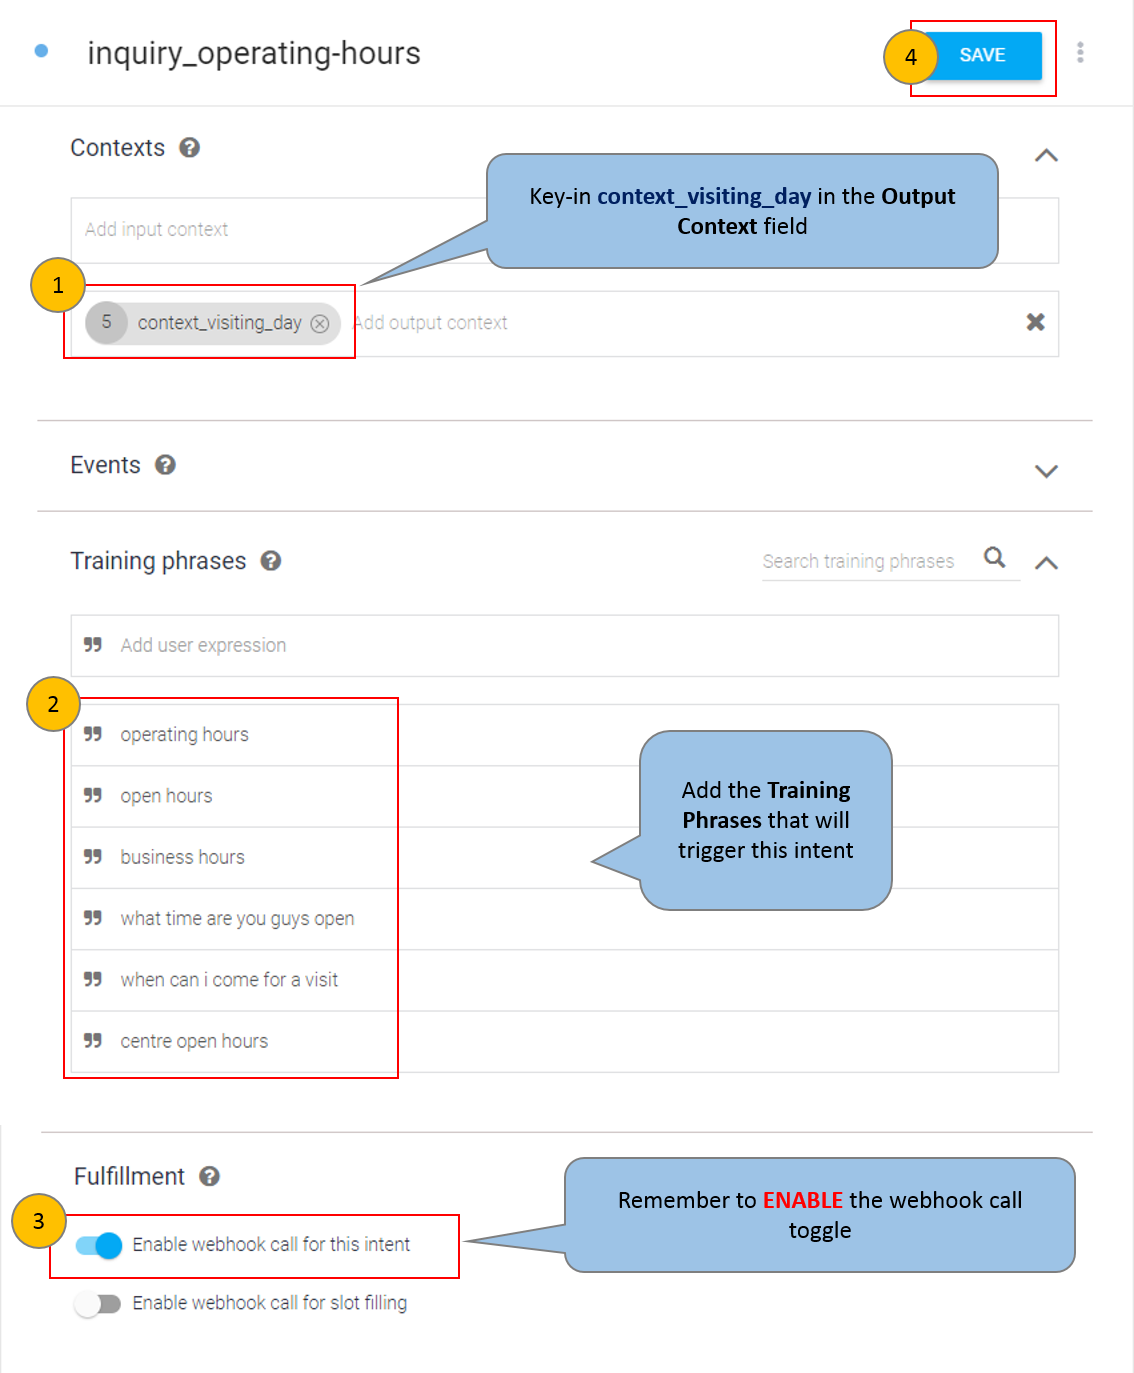 inquiry_operating-hours
4
SAVE
Contexts ?
Key-in context_visiting_day in the Output
Context field
Add input context
1
5 context_visiting_day Add output context
Events ?
Training phrases ?
Search training phrases
Add user expression
2
operating hours
open hours
business hours
what time are you guys open
when can i come for a visit
centre open hours
Add the Training
Phrases that will
trigger this intent
Fulfillment ?
Remember to ENABLE the webhook call
toggle
3
Enable webhook call for this intent
Enable webhook call for slot filling